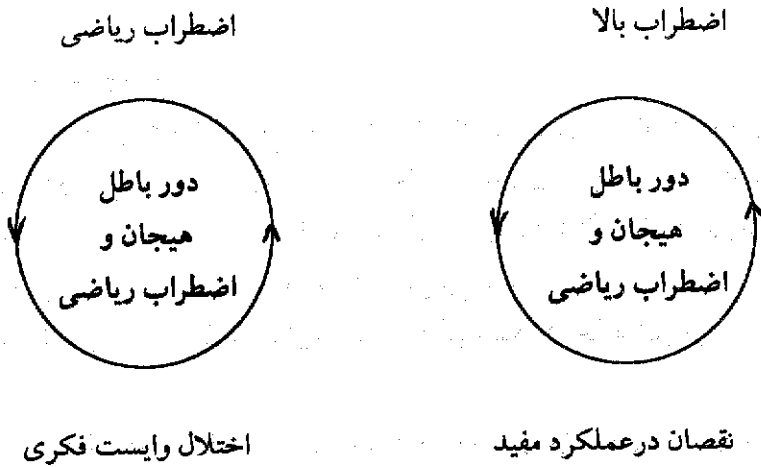 اضطراب بالا
دور باطل
هیجان و
اضطراب ریاضی
نقصان درعملکرد مفید
اضطراب ریاضی
دور باطل
هیجان و
اضطراب ریاضی
اختلال وایست فکری